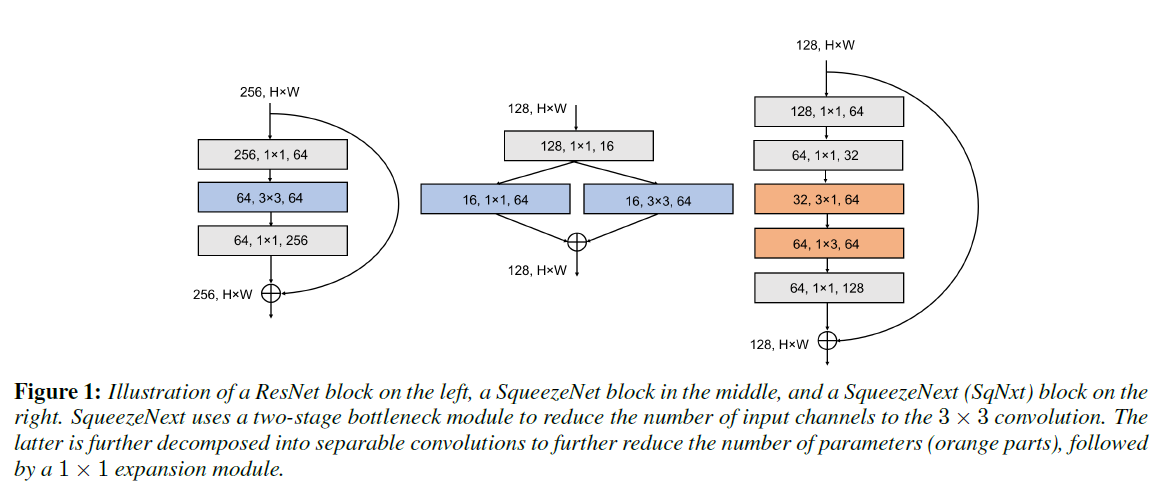 256, H×W
256, 1×1, 64
64, 3×3, 64
64, 1×1, 256
256, H×W
128, H×W
128, 1×1, 16
16, 1×1, 64
16, 3×3, 64
128, H×W
128, H×W
128, 1×1, 64
64, 1×1, 32
32, 3×1, 64
64, 1×3, 64
64, 1×1, 128
128, H×W
Figure 1: Illustration of a ResNet block on the left, a SqueezeNet block in the middle, and a SqueezeNext (SqNxt) block on the
right. SqueezeNext uses a two-stage bottleneck module to reduce the number of input channels to the 3 × 3 convolution. The
latter is further decomposed into separable convolutions to further reduce the number of parameters (orange parts), followed
by a 1 × 1 expansion module.